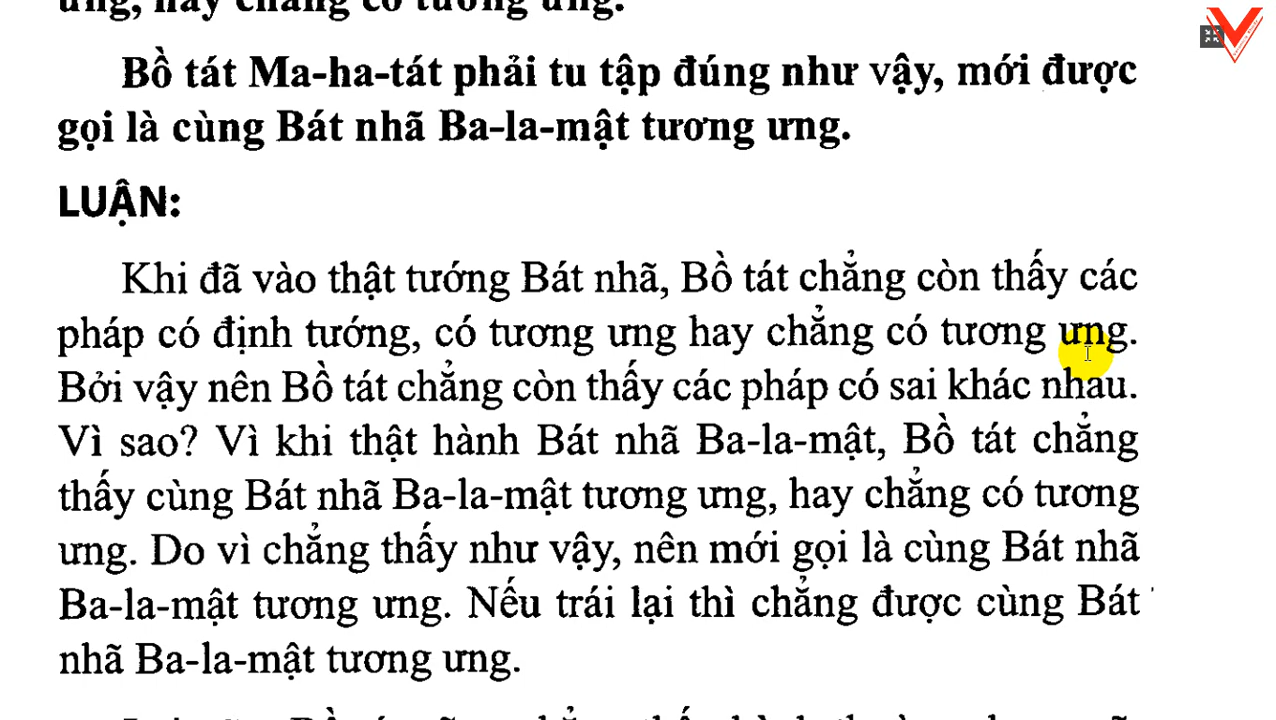 ưng, hay chẳng có tương ưng.
Bồ tát Ma-ha-tát phải tu tập đúng như vậy, mới được
gọi là cùng Bát nhã Ba-la-mật tương ưng.
LUẬN:
Khi đã vào thật tướng Bát nhã, Bồ tát chẳng còn thấy các
pháp có định tướng, có tương ưng hay chẳng có tương ưng.
Bởi vậy nên Bồ tát chẳng còn thấy các pháp có sai khác nhau.
Vì sao? Vì khi thật hành Bát nhã Ba-la-mật, Bồ tát chẳng
thấy cùng Bát nhã Ba-la-mật tương ưng, hay chẳng có tương
ưng. Do vì chẳng thấy như vậy, nên mới gọi là cùng Bát nhã
Ba-la-mật tương ưng. Nếu trái lại thì chẳng được cùng Bát
nhã Ba-la-mật tương ưng.